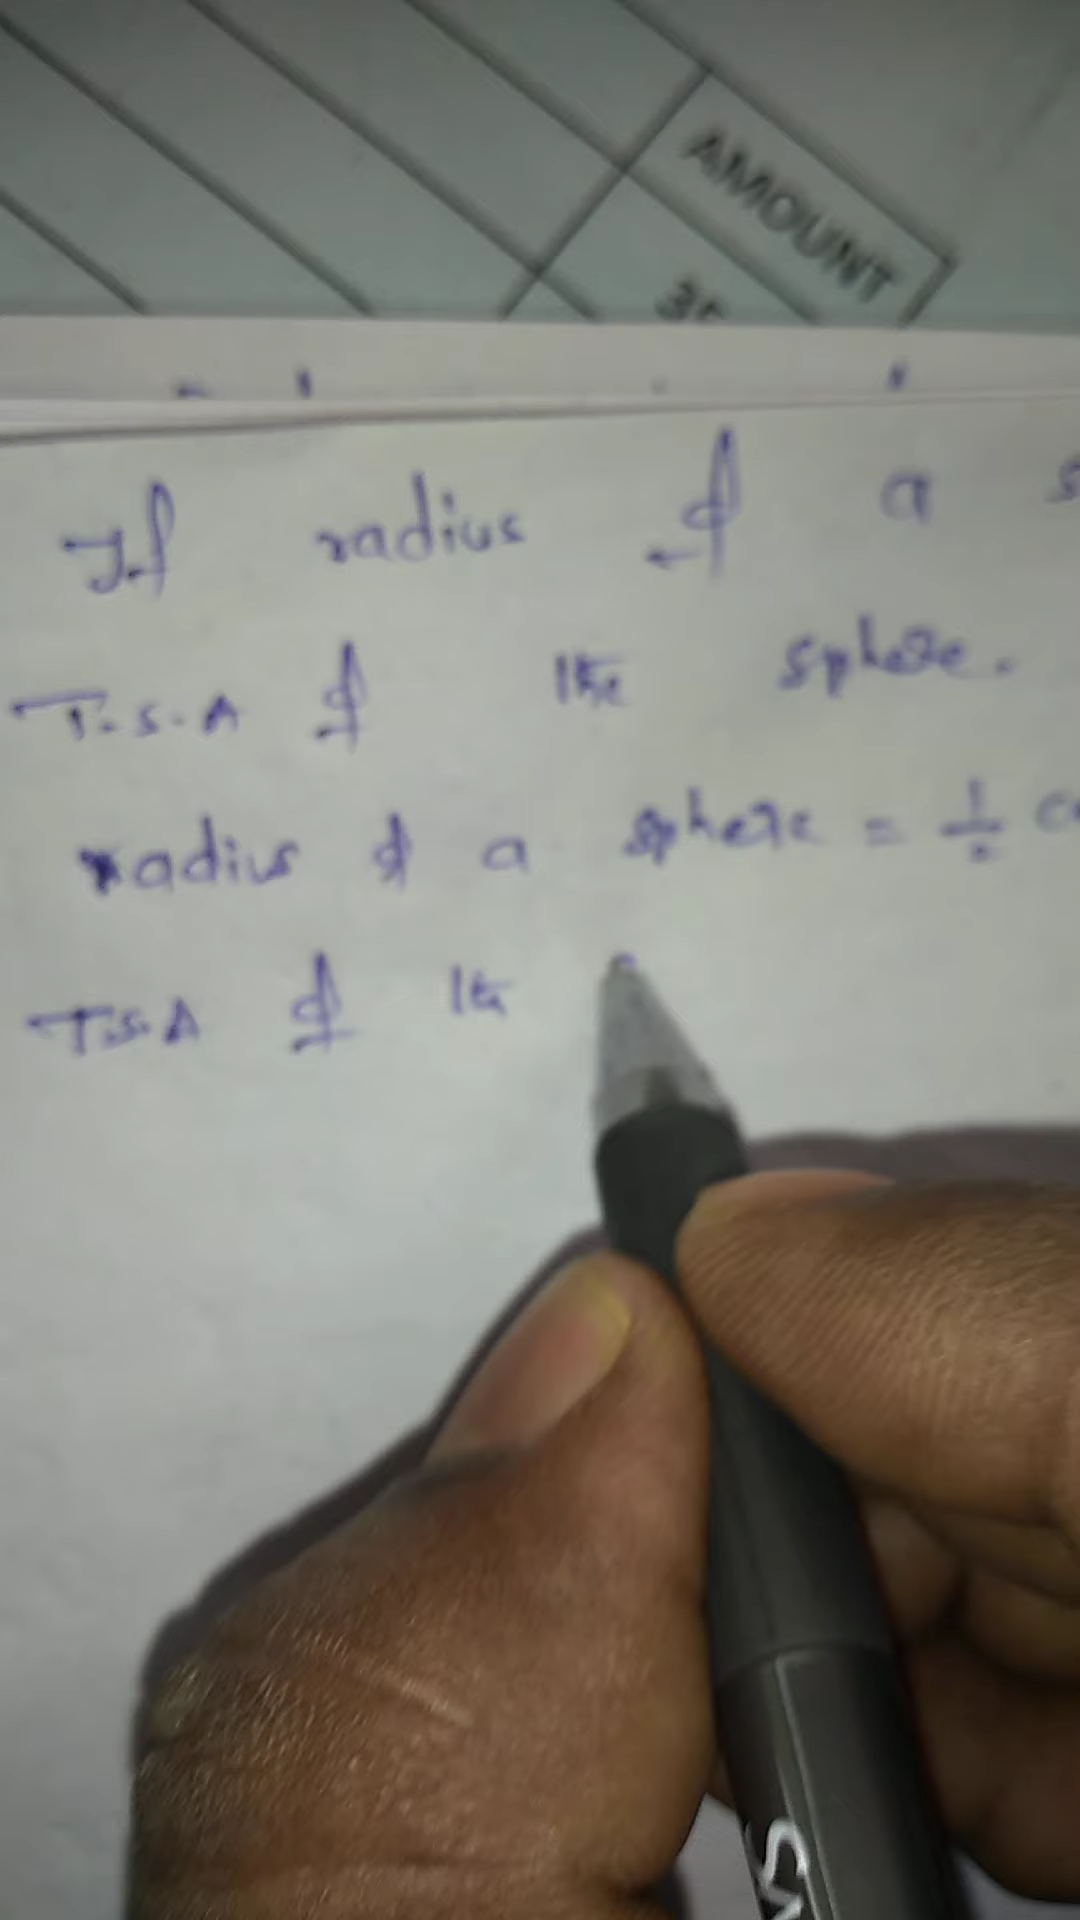 AMOUNT
If radius of a
T.S.A of the sphere.
radius of a sphere =
T.S.A of the